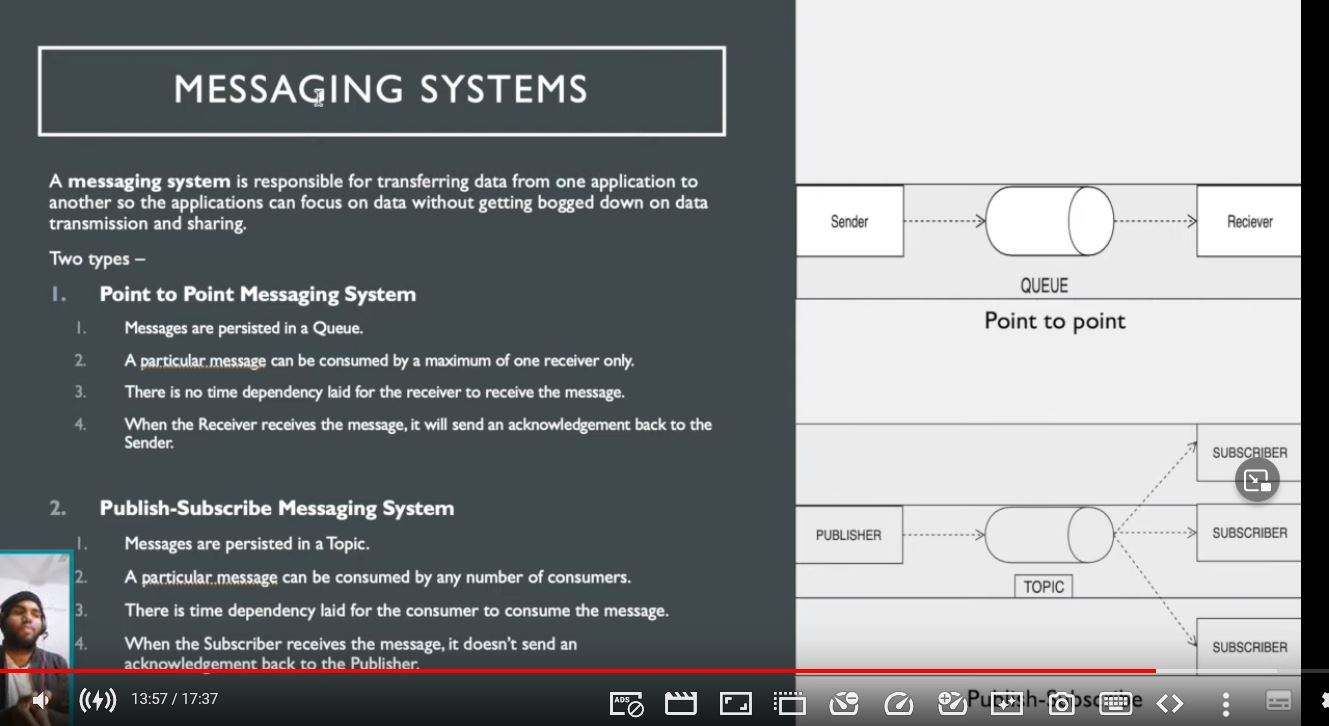 MESSAGING SYSTEMS
A messaging system is responsible for transferring data from one application to
another so the applications can focus on data without getting bogged down on data
transmission and sharing.
Two types –
1. Point to Point Messaging System
1. Messages are persisted in a Queue.
2. A particular message can be consumed by a maximum of one receiver only.
3. There is no time dependency laid for the receiver to receive the message.
4. When the Receiver receives the message, it will send an acknowledgement back to the
Sender.
2. Publish-Subscribe Messaging System
1. Messages are persisted in a Topic.
2. A particular message can be consumed by any number of consumers.
3. There is time dependency laid for the consumer to consume the message.
4. When the Subscriber receives the message, it doesn't send an
acknowledgement back to the Publisher.
Sender
Reciever
QUEUE
Point to point
SUBSCRIBER
PUBLISHER
SUBSCRIBER
TOPIC
SUBSCRIBER
Publish-Subscribe
13:57 / 17:37
ADS